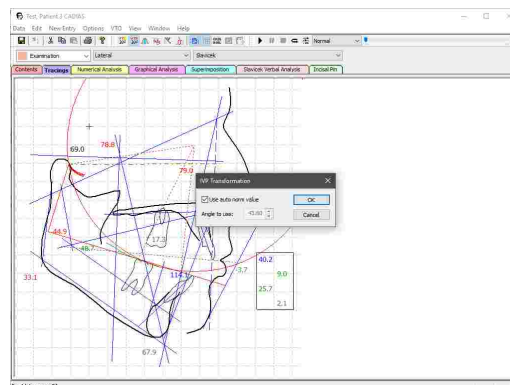 Test, Patient2 CADIAS
Data Edit New Entry Options VTO View Window Help
Normal
Examination Lateral Slavicek
Contents Tracings Numerical Analysis Graphical Analysis Superimposition Slavicek Verbal Analysis Incisal Pin
78.8
69.0
79.0
IVP Transformation
Use auto norm value OK
Angle to use: 45.60 Cancel
44.9
17.3
-48.7
40.2
-3.7
9.0
33.1
114.1
25.7
2.1
67.9